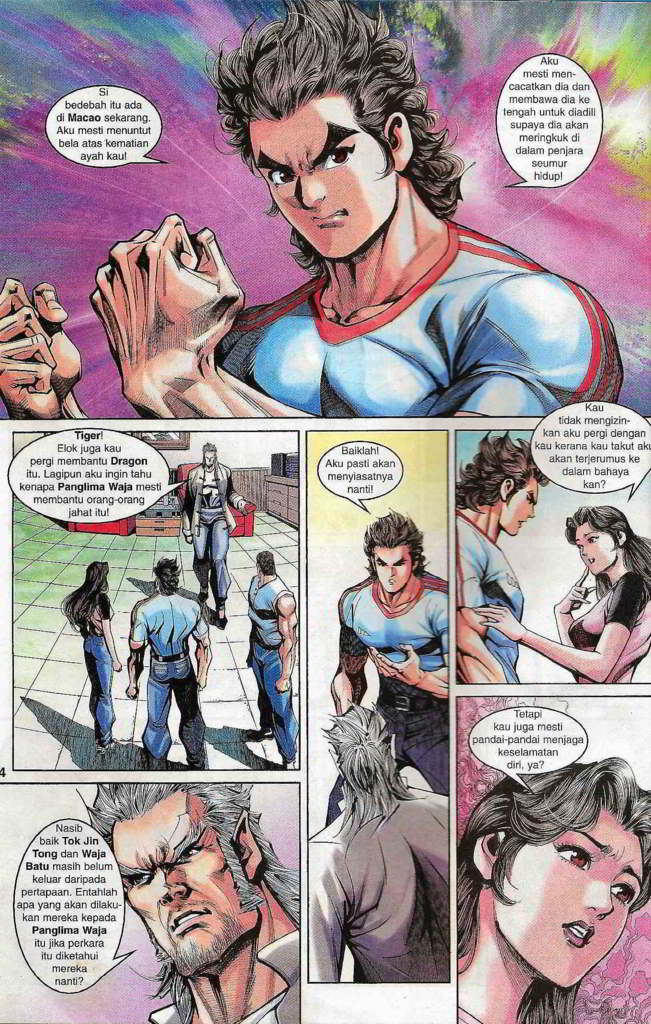 Si
bedebah itu ada
di Macao sekarang.
Aku mesti menuntut
bela atas kematian
ayah kau!
Aku
mesti men-
cacatkan dia dan
membawa dia ke
tengah untuk diadili
supaya dia akan
meringkuk di
dalam penjara
seumur
hidup!
Tiger!
Elok juga kau
pergi membantu Dragon
itu. Lagipun aku ingin tahu
kenapa Panglima Waja mesti
membantu orang-orang
jahat itu!
Baiklah!
Aku pasti akan
menyiasatnya
nanti!
Kau
tidak mengizin-
kan aku pergi dengan
kau kerana kau takut aku
akan terjerumus ke
dalam bahaya
kan?
Tetapi
kau juga mesti
pandai-pandai menjaga
keselamatan
diri, ya?
4
Nasib
baik Tok Jin
Tong dan Waja
Batu masih belum
keluar daripada
pertapaan. Entahlah
apa yang akan dilaku-
kan mereka kepada
Panglima Waja
itu jika perkara
itu diketahui
mereka
nanti?